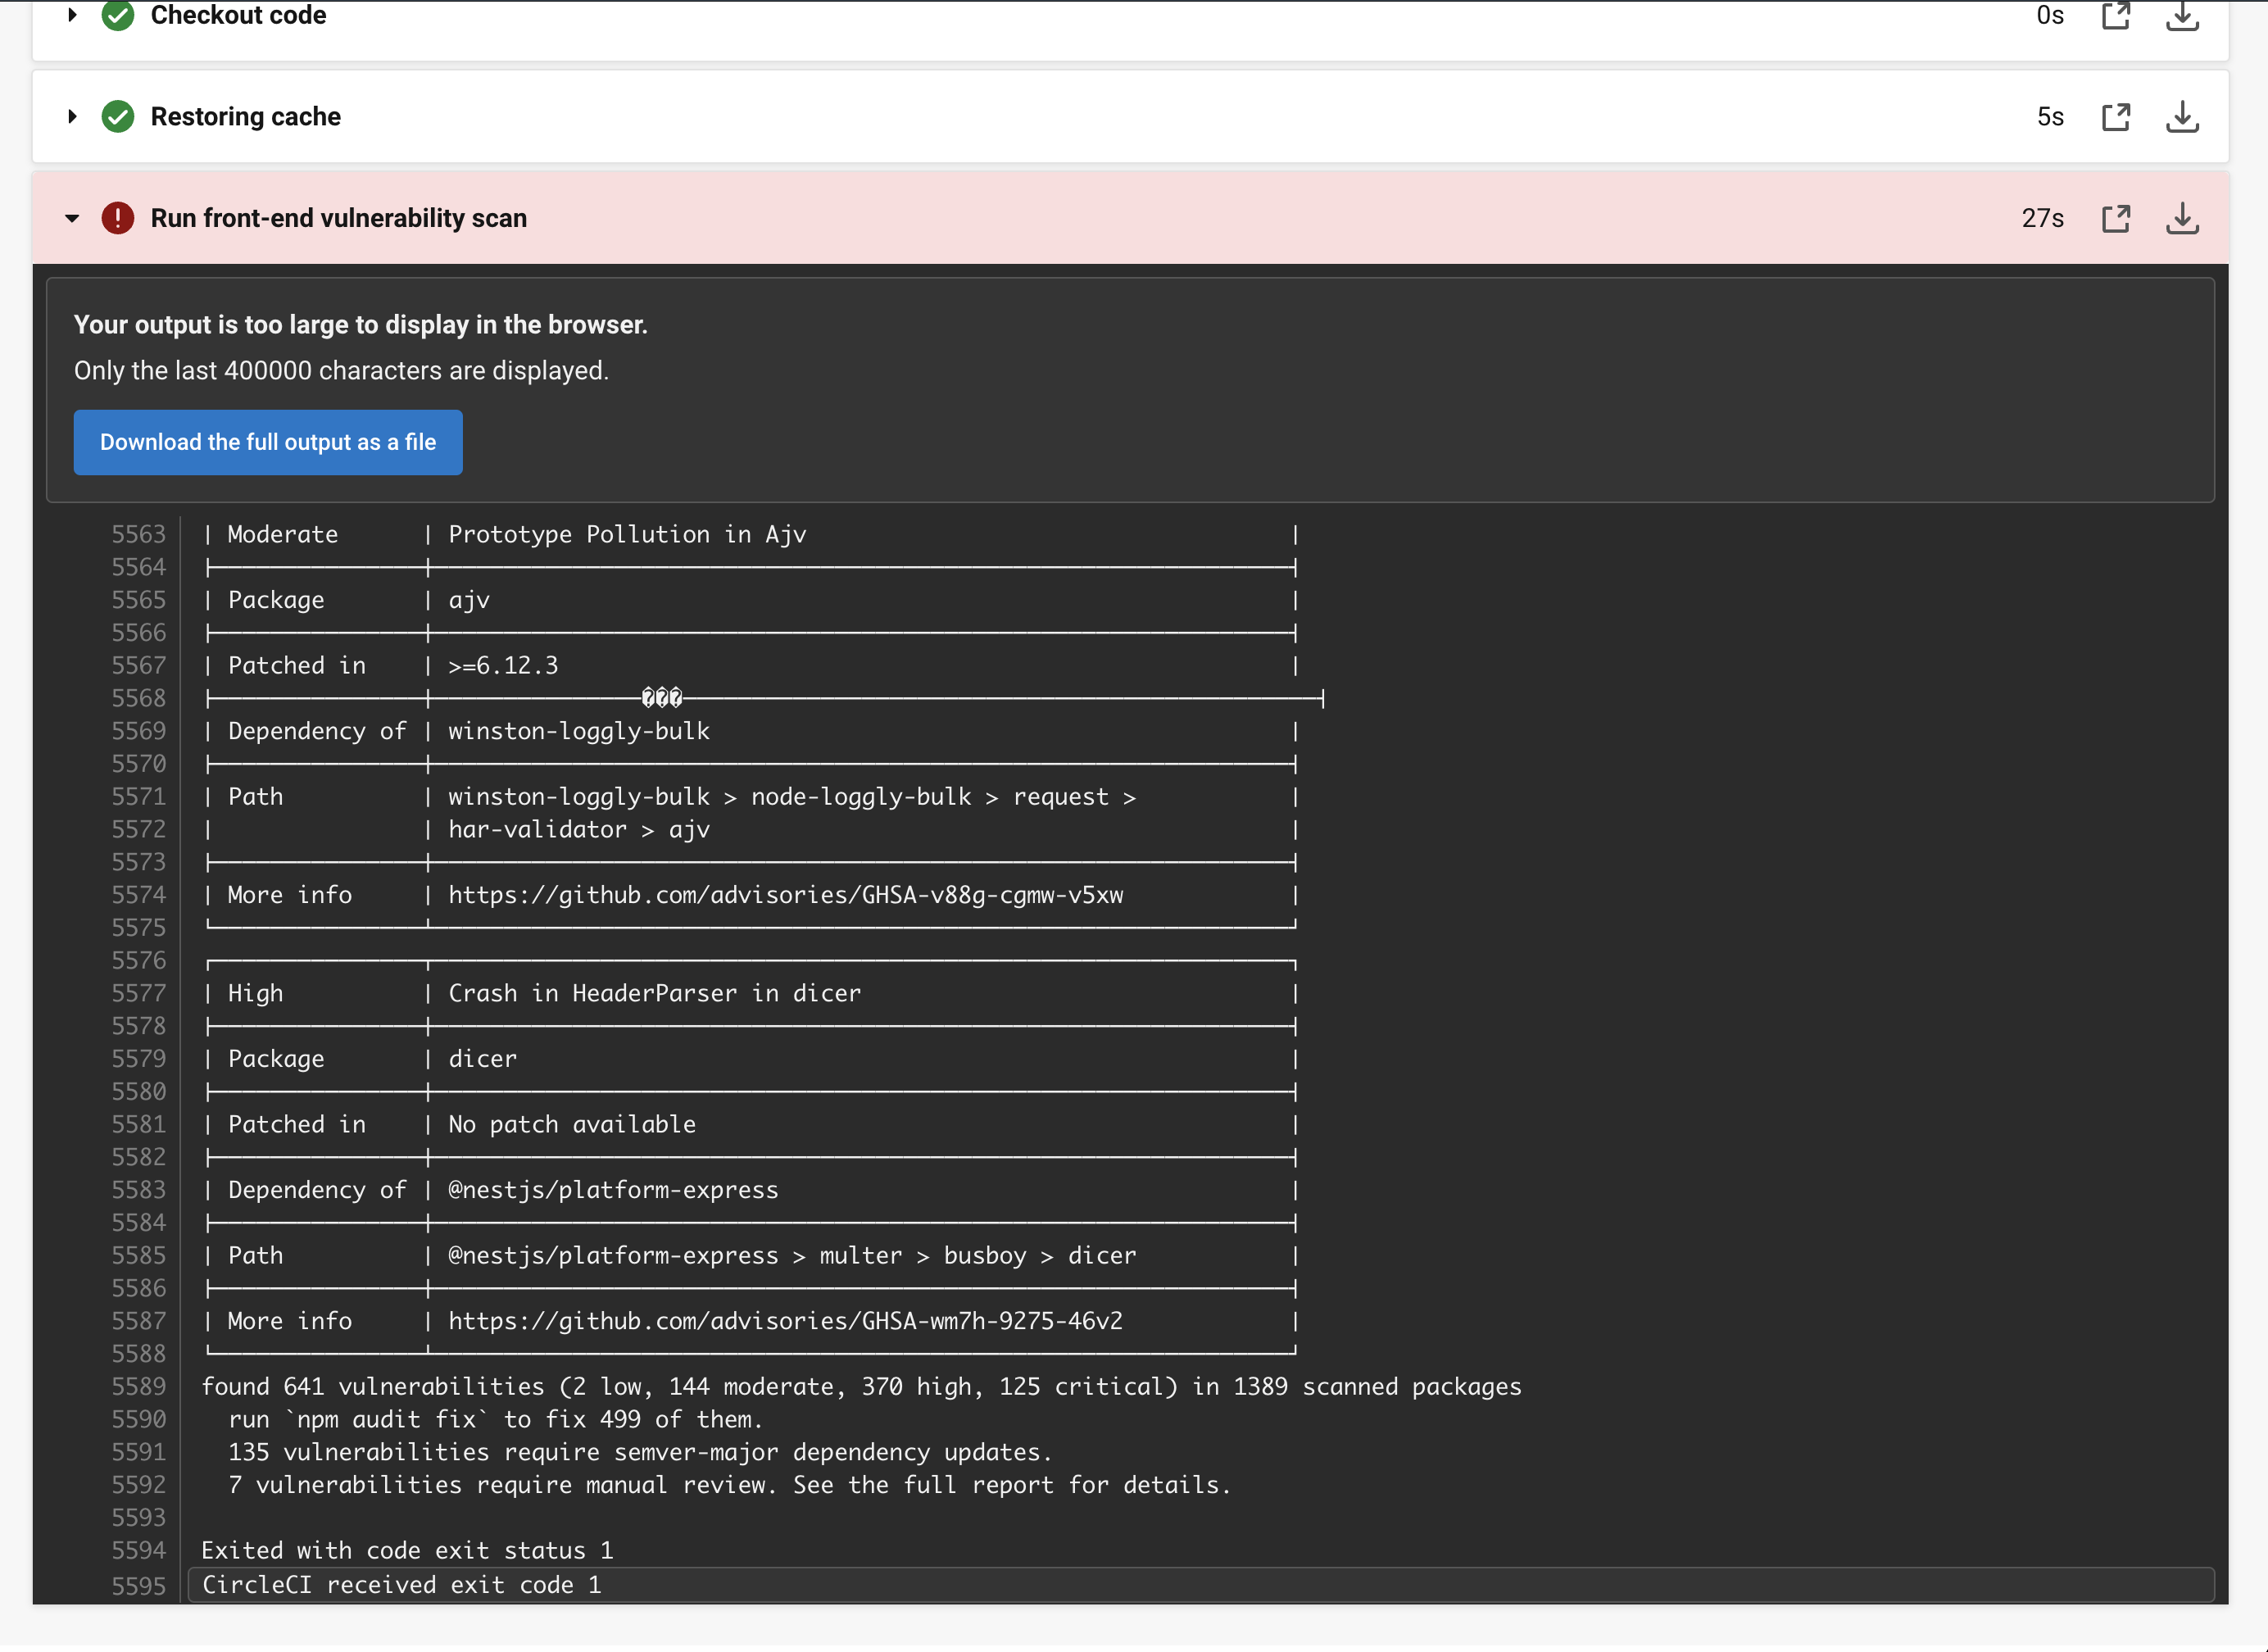 Checkout code 0s
Restoring cache 5s
Run front-end vulnerability scan 27s
Your output is too large to display in the browser.
Only the last 400000 characters are displayed.
Download the full output as a file
5563 | Moderate | Prototype Pollution in Ajv |
5564
5565 | Package | ajv |
5566
5567 | Patched in | >=6.12.3 |
5568 ���
5569 | Dependency of | winston-loggly-bulk |
5570
5571 | Path | winston-loggly-bulk > node-loggly-bulk > request > |
5572 | | har-validator > ajv |
5573
5574 | More info | https://github.com/advisories/GHSA-v88g-cgmw-v5xw |
5575
5576
5577 | High | Crash in HeaderParser in dicer |
5578
5579 | Package | dicer |
5580
5581 | Patched in | No patch available |
5582
5583 | Dependency of | @nestjs/platform-express |
5584
5585 | Path | @nestjs/platform-express > multer > busboy > dicer |
5586
5587 | More info | https://github.com/advisories/GHSA-wm7h-9275-46v2 |
5588
5589 found 641 vulnerabilities (2 low, 144 moderate, 370 high, 125 critical) in 1389 scanned packages
5590 run `npm audit fix` to fix 499 of them.
5591 135 vulnerabilities require semver-major dependency updates.
5592 7 vulnerabilities require manual review. See the full report for details.
5593
5594 Exited with code exit status 1
5595 CircleCI received exit code 1